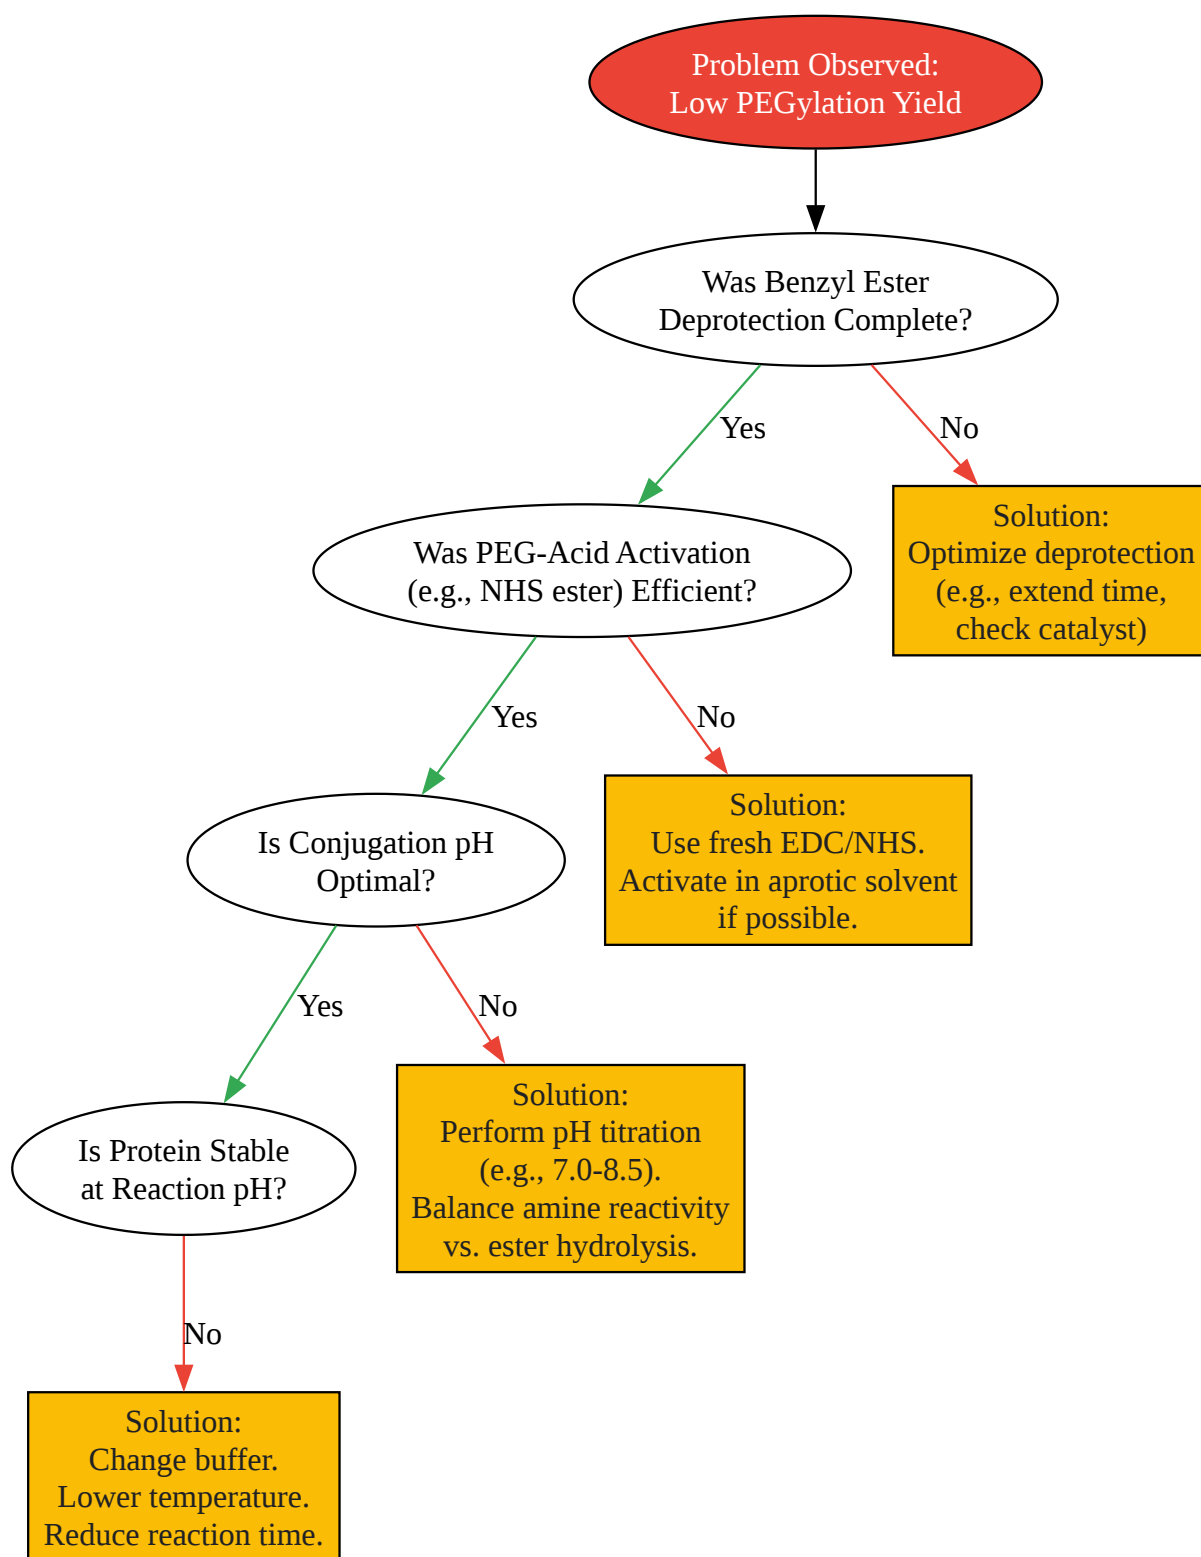 Problem Observed:
Low PEGylation Yield
Was Benzyl Ester
Deprotection Complete?
Yes
No
Solution:
Optimize deprotection
(e.g., extend time,
check catalyst)
Was PEG-Acid Activation
(e.g., NHS ester) Efficient?
Yes
No
Solution:
Use fresh EDC/NHS.
Activate in aprotic solvent
if possible.
Is Conjugation pH
Optimal?
Yes
No
Solution:
Perform pH titration
(e.g., 7.0-8.5).
Balance amine reactivity
vs. ester hydrolysis.
Is Protein Stable
at Reaction pH?
No
Solution:
Change buffer.
Lower temperature.
Reduce reaction time.